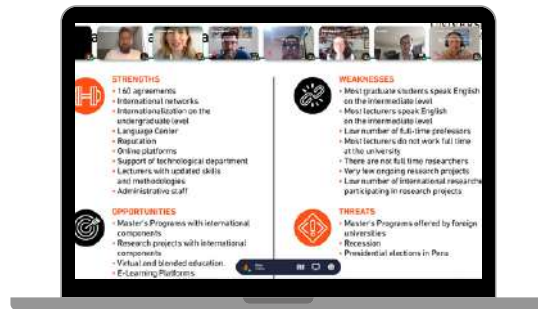 STRENGTHS
• 160 agreements
• International networks
• Internationalization on the
undergraduate level
• Language Center
• Reputation
• Online platforms
• Support of technological department
• Lecturers with updated skills
and methodologies
• Administrative staff
WEAKNESSES
• Most graduate students speak English
on the intermediate level
• Most lecturers speak English
on the intermediate level
• Low number of full-time professors
• Most lecturers do not work full time
at the university
• There are not full time researchers
• Very few ongoing research projects
• Low number of international researche
participating in research projects
OPPORTUNITIES
• Master's Programs with international
components
• Research projects with international
components
• Virtual and blended education
• E-Learning Platforms
THREATS
• Master's Programs offered by foreign
universities
• Recession
• Presidential elections in Peru